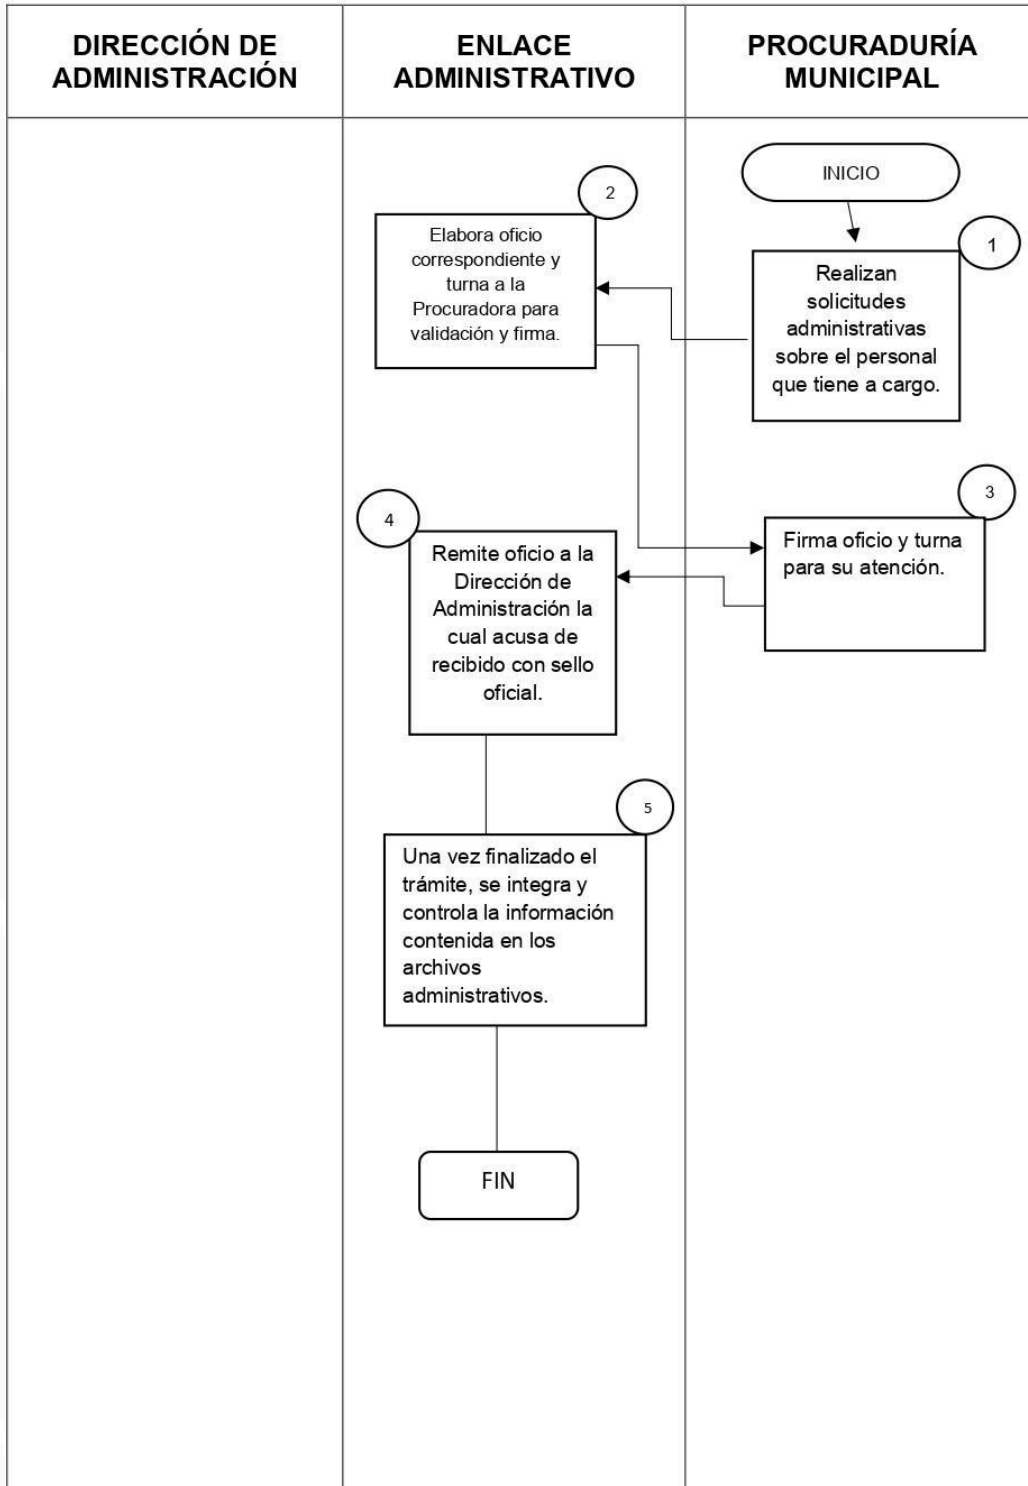 DIRECCIÓN DE
ADMINISTRACIÓN
ENLACE
ADMINISTRATIVO
PROCURADURÍA
MUNICIPAL
INICIO
1
Realizan
solicitudes
administrativas
sobre el personal
que tiene a cargo.
2
Elabora oficio
correspondiente y
turna a la
Procuradora para
validación y firma.
3
Firma oficio y turna
para su atención.
4
Remite oficio a la
Dirección de
Administración la
cual acusa de
recibido con sello
oficial.
5
Una vez finalizado el
trámite, se integra y
controla la información
contenida en los
archivos
administrativos.
FIN